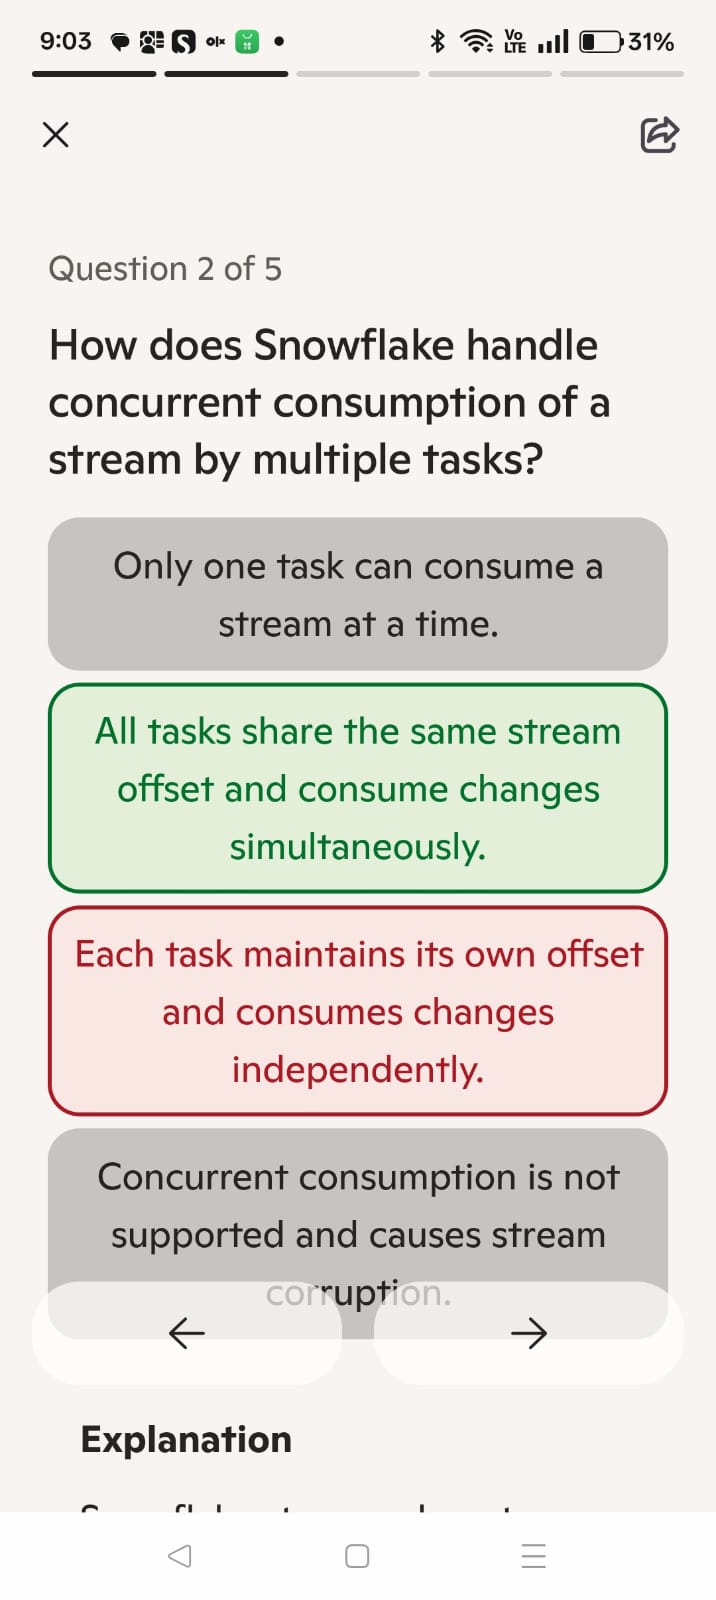 9:03
olx
Vo
LTE
31%
Question 2 of 5
How does Snowflake handle
concurrent consumption of a
stream by multiple tasks?
Only one task can consume a
stream at a time.
All tasks share the same stream
offset and consume changes
simultaneously.
Each task maintains its own offset
and consumes changes
independently.
Concurrent consumption is not
supported and causes stream
corruption.
Explanation